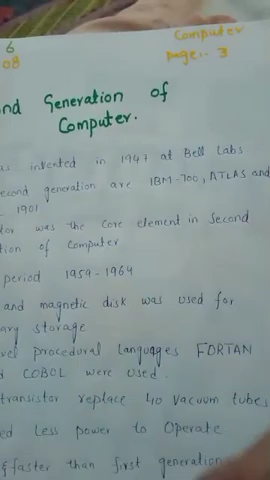 6
08
Computer
page:- 3
nd Generation of
Computer.
as invented in 1947 at Bell Labs
econd generation are IBM-700, ATLAS and
1901
tor was the core element in Second
tion of Computer
period 1959-1964
and magnetic disk was used for
ary storage
vel procedural languages FORTAN
d COBOL were used.
transistor replace 40 Vacuum tubes
ed Less power to Operate
& faster than first generation